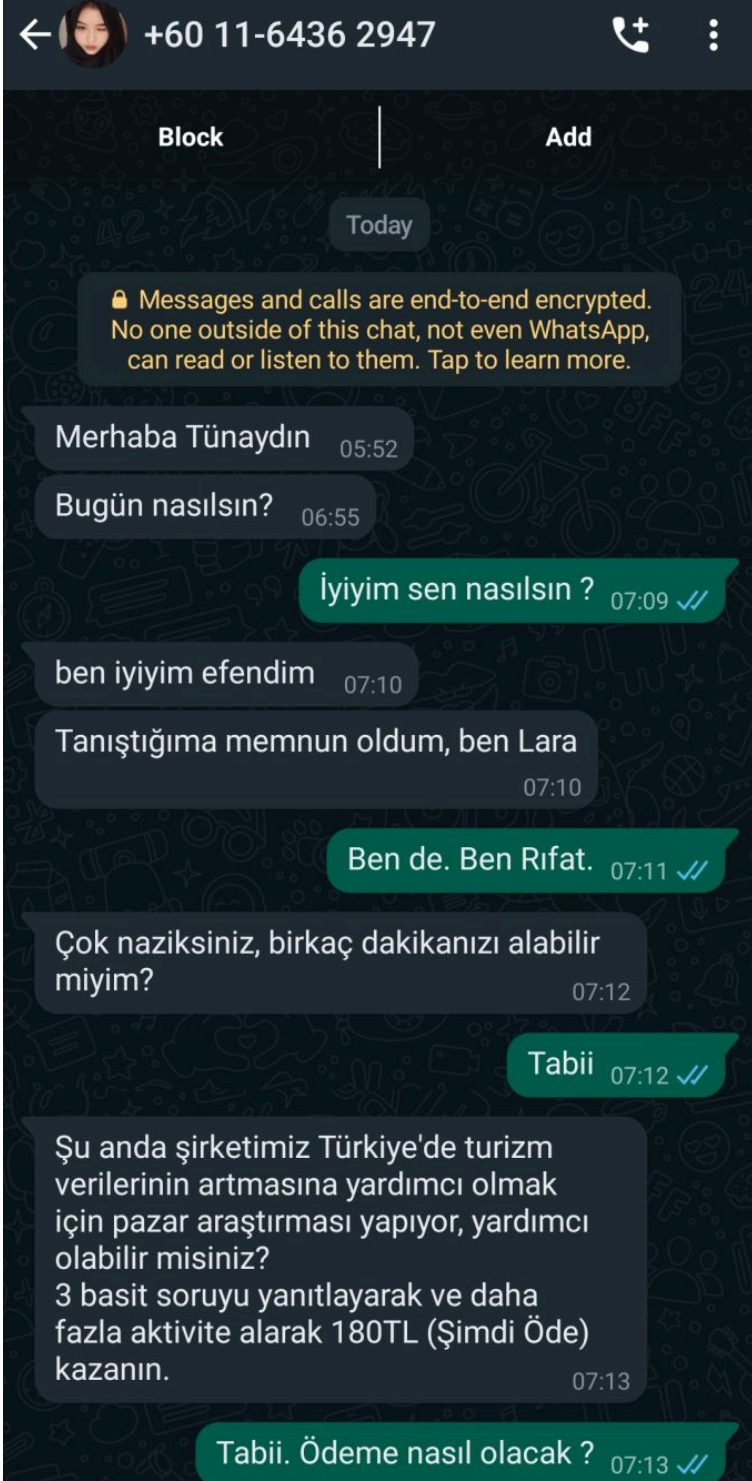 +60 11-6436 2947
Block
Add
Today
Messages and calls are end-to-end encrypted.
No one outside of this chat, not even WhatsApp,
can read or listen to them. Tap to learn more.
Merhaba Tünaydın 05:52
Bugün nasılsın? 06:55
İyiyim sen nasılsın ? 07:09
ben iyiyim efendim 07:10
Tanıştığıma memnun oldum, ben Lara
07:10
Ben de. Ben Rıfat. 07:11
Çok naziksiniz, birkaç dakikanızı alabilir
miyim?
07:12
Tabii 07:12
Şu anda şirketimiz Türkiye'de turizm
verilerinin artmasına yardımcı olmak
için pazar araştırması yapıyor, yardımcı
olabilir misiniz?
3 basit soruyu yanıtlayarak ve daha
fazla aktivite alarak 180TL (Şimdi Öde)
kazanın.
07:13
Tabii. Ödeme nasıl olacak ? 07:13